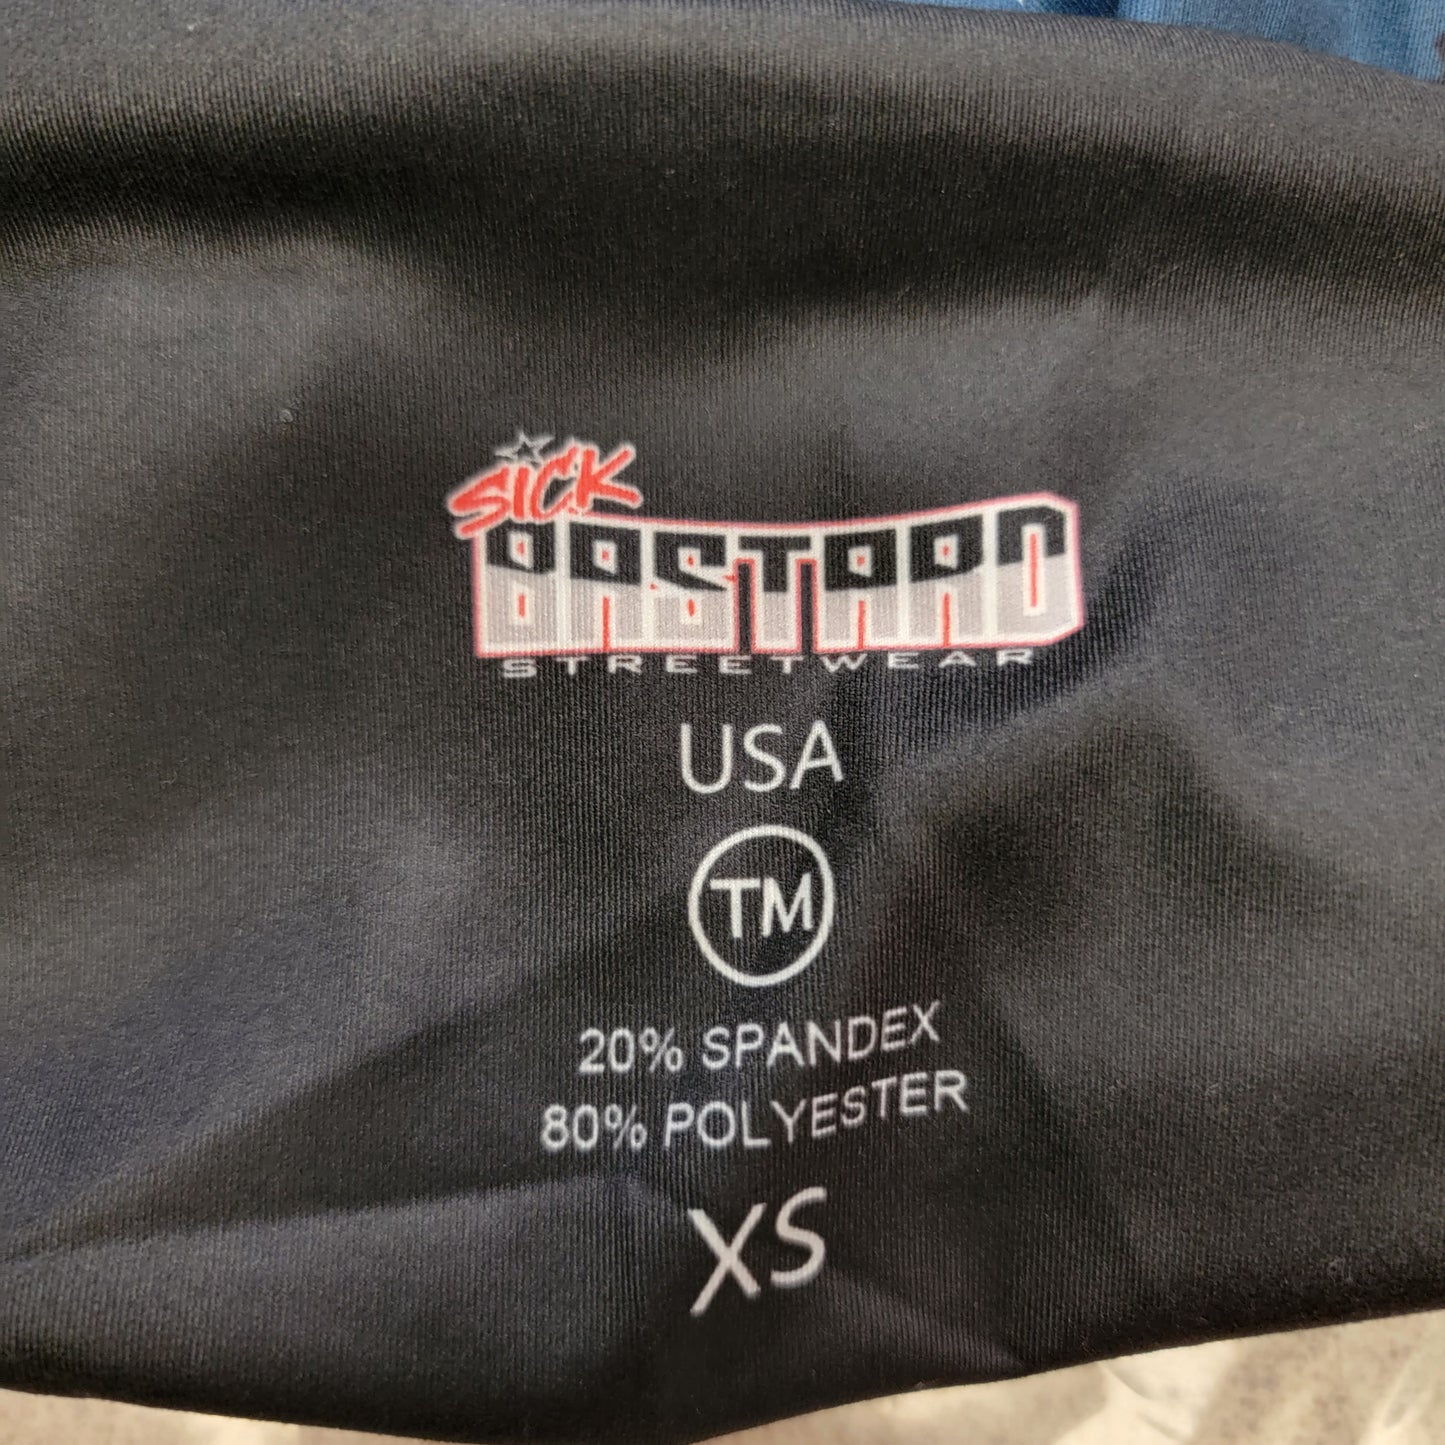 SICK
BASTARD
STREETWEAR
USA
TM
20% SPANDEX
80% POLYESTER
XS